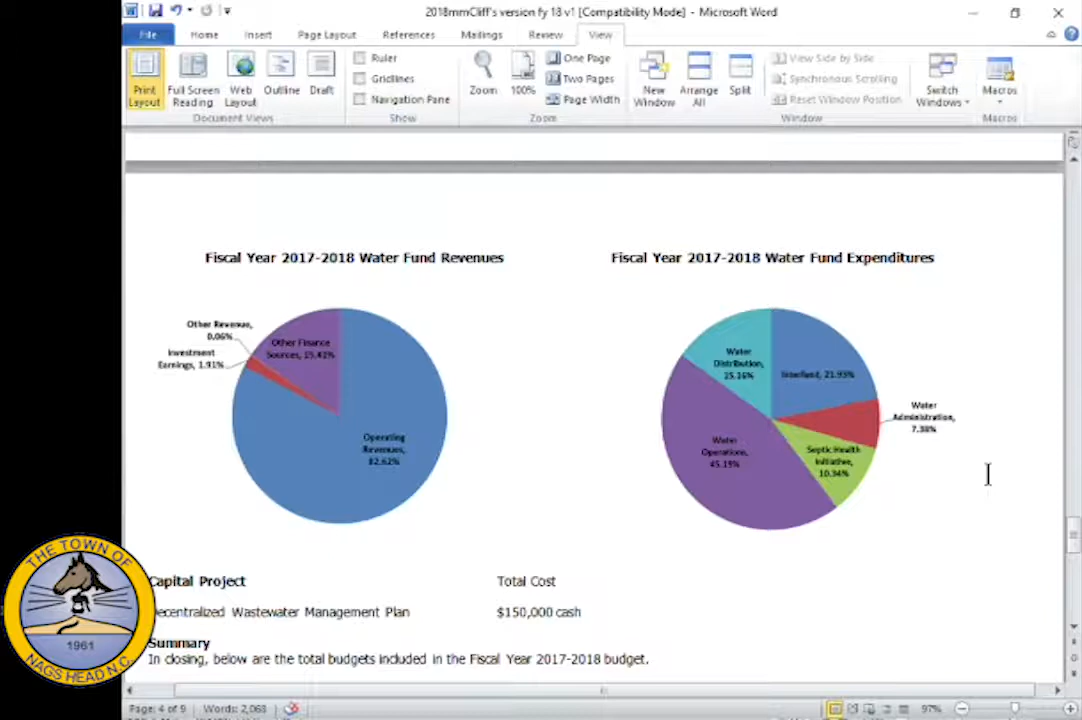 2018mmCliff's version fy 18 v1 [Compatibility Mode] - Microsoft Word
File Home Insert Page Layout References Mailings Review View
Print Layout
Full Screen Reading
Web Layout
Outline
Draft
Document Views
Ruler
Gridlines
Navigation Pane
Show
Zoom
100%
One Page
Two Pages
Page Width
Zoom
New Window
Arrange All
Split
View Side by Side
Synchronous Scrolling
Reset Window Position
Window
Switch Windows
Macros
Macros
Fiscal Year 2017-2018 Water Fund Revenues
Other Revenue, 0.06%
Investment Earnings, 1.91%
Other Finance Sources, 15.41%
Operating Revenues, 82.62%
Fiscal Year 2017-2018 Water Fund Expenditures
Water Distribution, 15.16%
Interfund, 21.93%
Water Administration, 7.38%
Septic Health Initiative, 10.34%
Water Operations, 45.19%
Capital Project Total Cost
ecentralized Wastewater Management Plan $150,000 cash
Summary
In closing, below are the total budgets included in the Fiscal Year 2017-2018 budget.
THE TOWN OF
1961
NAGS HEAD N.C.
Page: 4 of 9 Words: 2,063
97%